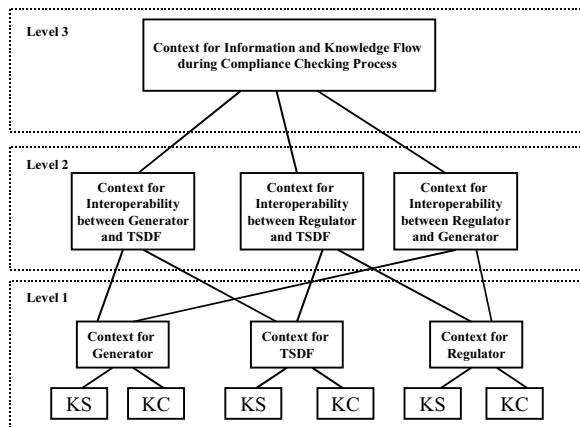 Level 3
Context for Information and Knowledge Flow
during Compliance Checking Process
Level 2
Context for
Interoperability
between Generator
and TSDF
Context for
Interoperability
between Regulator
and TSDF
Context for
Interoperability
between Regulator
and Generator
Level 1
Context for
Generator
Context for
TSDF
Context for
Regulator
KS
KC
KS
KC
KS
KC